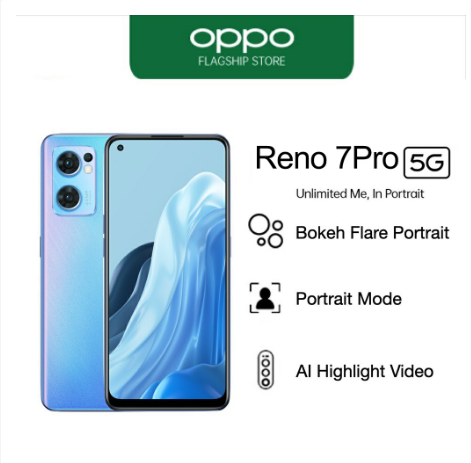 oppo
FLAGSHIP STORE
Reno 7Pro 5G
Unlimited Me, In Portrait
Bokeh Flare Portrait
Portrait Mode
AI Highlight Video